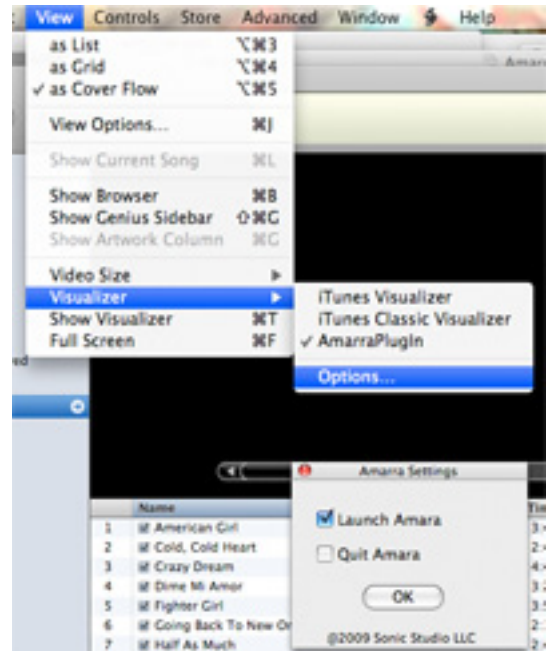 View Controls Store Advanced Window Help
as List ⌥⌘3
as Grid ⌥⌘4
✓ as Cover Flow ⌥⌘5
View Options... ⌘J
Show Current Song ⌘L
Show Browser ⌘B
Show Genius Sidebar ⇧⌘G
Show Artwork Column ⌘G
Video Size
Visualizer
Show Visualizer ⌘T
Full Screen ⌘F
iTunes Visualizer
iTunes Classic Visualizer
✓ AmarraPlugIn
Options...
Amarra Settings
Launch Amara
Quit Amara
OK
@2009 Sonic Studio LLC
Name
1 American Girl
2 Cold, Cold Heart
3 Crazy Dream
4 Dime Mi Amor
5 Fighter Girl
6 Going Back To New Or
7 Half As Much